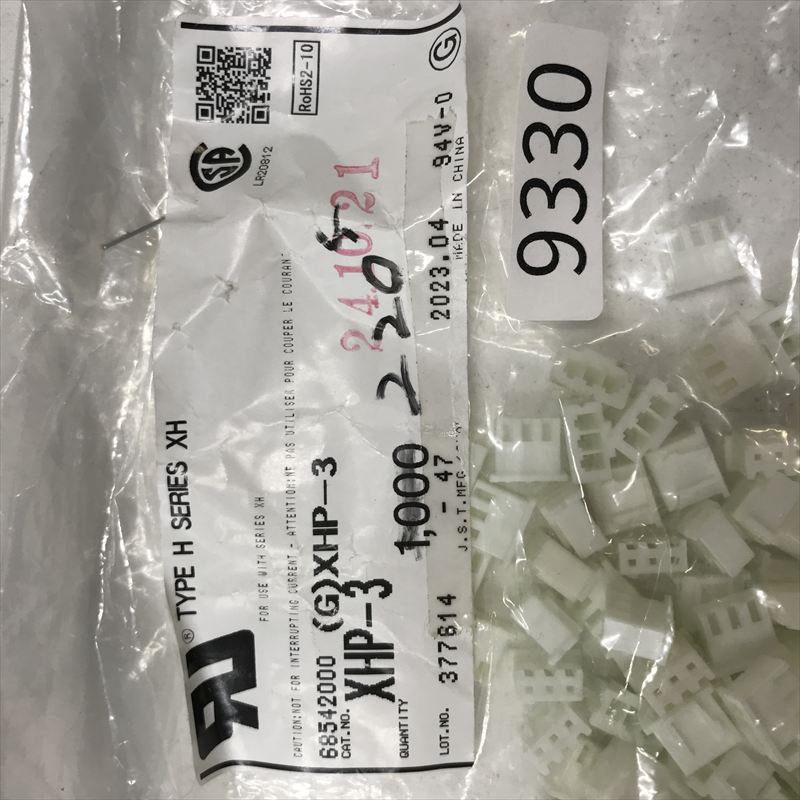 ® TYPE H SERIES XH
FOR USE WITH SERIES XH
CAUTION:NOT FOR INTERRUPTING CURRENT - ATTENTION:NE PAS UTILISER POUR COUPER LE COURANT
68542000 (G)XHP-3
CAT.NO. XHP-3
24.10.21
QUANTITY 1,000
LOT.NO. 377614 - 47 2023.04 94V-0
J.S.T.MFG
MADE IN CHINA
LR20812
RoHS2-10
G
9330